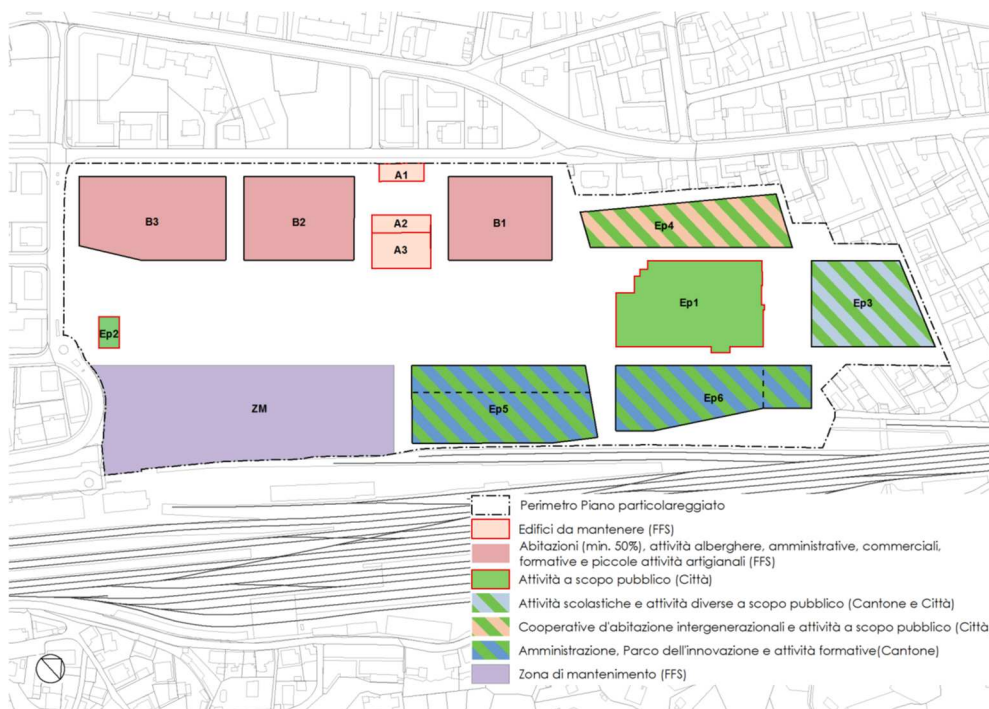 A1
B3
B2
A2
B1
Ep4
A3
Ep1
Ep3
Ep2
ZM
Ep5
Ep6
Perimetro Piano particolareggiato
Edifici da mantenere (FFS)
Abitazioni (min. 50%), attività alberghere, amministrative, commerciali,
formative e piccole attività artigianali (FFS)
Attività a scopo pubblico (Città)
Attività scolastiche e attività diverse a scopo pubblico (Cantone e Città)
Cooperative d'abitazione intergenerazionali e attività a scopo pubblico (Città
Amministrazione, Parco dell'innovazione e attività formative(Cantone)
Zona di mantenimento (FFS)